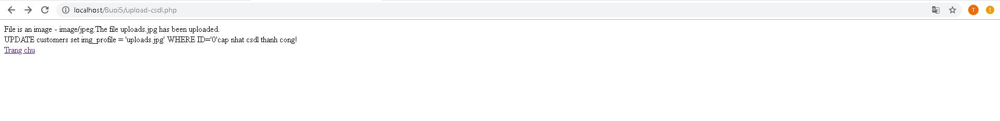 localhost/Buoi5/upload-csdl.php
T
File is an image - image/jpeg.The file uploads.jpg has been uploaded.
UPDATE customers set img_profile = 'uploads.jpg' WHERE ID='0'cap nhat csdl thanh cong!
Trang chu